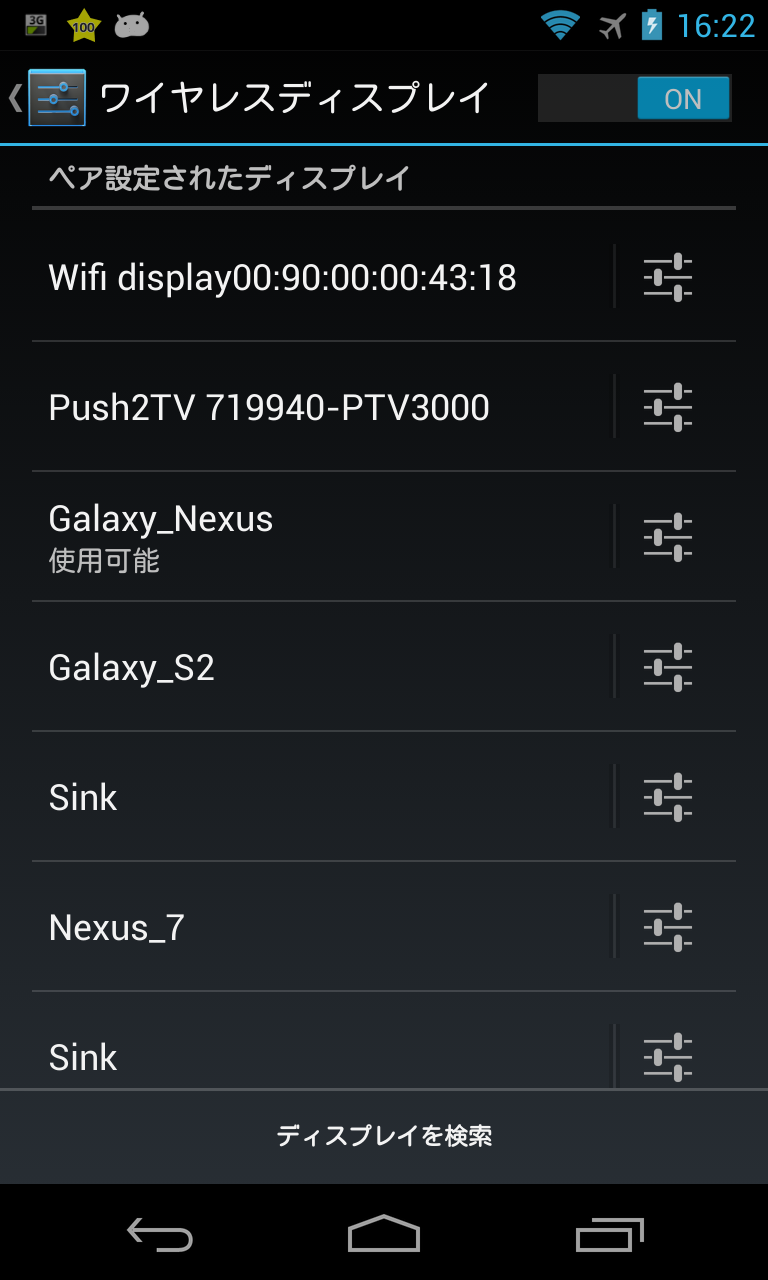 3G
100
16:22
ワイヤレスディスプレイ
ON
ペア設定されたディスプレイ
Wifi display00:90:00:00:43:18
Push2TV 719940-PTV3000
Galaxy_Nexus
使用可能
Galaxy_S2
Sink
Nexus_7
Sink
ディスプレイを検索